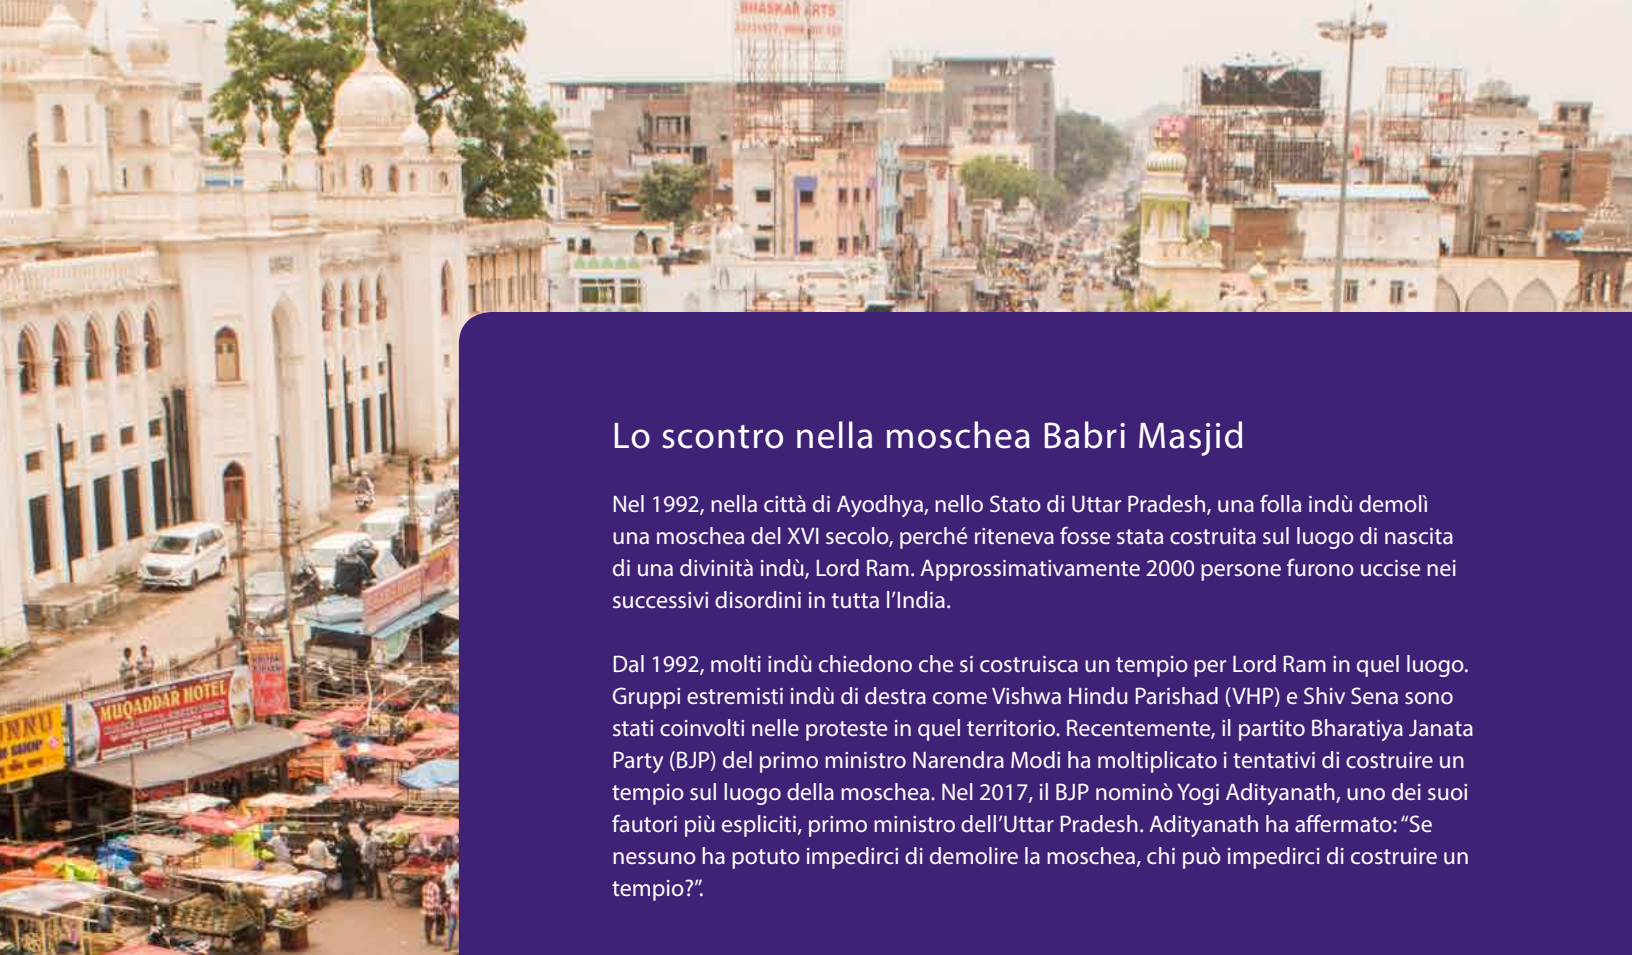 BHASKAR ARTS
MUQADDAR HOTEL
Lo scontro nella moschea Babri Masjid
Nel 1992, nella città di Ayodhya, nello Stato di Uttar Pradesh, una folla indù demolì
una moschea del XVI secolo, perché riteneva fosse stata costruita sul luogo di nascita
di una divinità indù, Lord Ram. Approssimativamente 2000 persone furono uccise nei
successivi disordini in tutta l’India.
Dal 1992, molti indù chiedono che si costruisca un tempio per Lord Ram in quel luogo.
Gruppi estremisti indù di destra come Vishwa Hindu Parishad (VHP) e Shiv Sena sono
stati coinvolti nelle proteste in quel territorio. Recentemente, il partito Bharatiya Janata
Party (BJP) del primo ministro Narendra Modi ha moltiplicato i tentativi di costruire un
tempio sul luogo della moschea. Nel 2017, il BJP nominò Yogi Adityanath, uno dei suoi
fautori più espliciti, primo ministro dell’Uttar Pradesh. Adityanath ha affermato: “Se
nessuno ha potuto impedirci di demolire la moschea, chi può impedirci di costruire un
tempio?”.